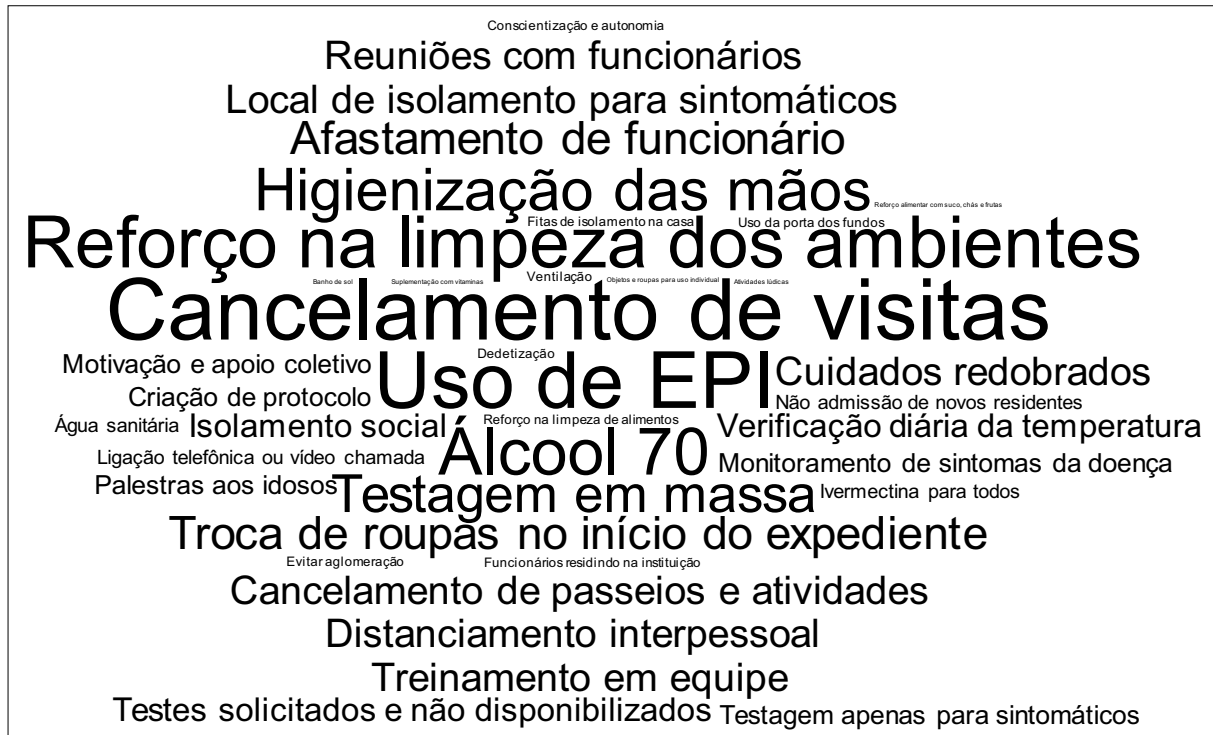 Conscientização e autonomia
Reuniões com funcionários
Local de isolamento para sintomáticos
Afastamento de funcionário
Higienização das mãos
Reforço alimentar com suco, chás e frutas
Fitas de isolamento na casa
Uso da porta dos fundos
Reforço na limpeza dos ambientes
Ventilação
Banho de sol
Suplementação com vitaminas
Objetos e roupas para uso individual
Atividades lúdicas
Cancelamento de visitas
Dedetização
Motivação e apoio coletivo
Uso de EPI
Cuidados redobrados
Criação de protocolo
Não admissão de novos residentes
Água sanitária
Isolamento social
Reforço na limpeza de alimentos
Verificação diária da temperatura
Ligação telefônica ou vídeo chamada
Álcool 70
Monitoramento de sintomas da doença
Palestras aos idosos
Testagem em massa
Ivermectina para todos
Troca de roupas no início do expediente
Evitar aglomeração
Funcionários residindo na instituição
Cancelamento de passeios e atividades
Distanciamento interpessoal
Treinamento em equipe
Testes solicitados e não disponibilizados
Testagem apenas para sintomáticos